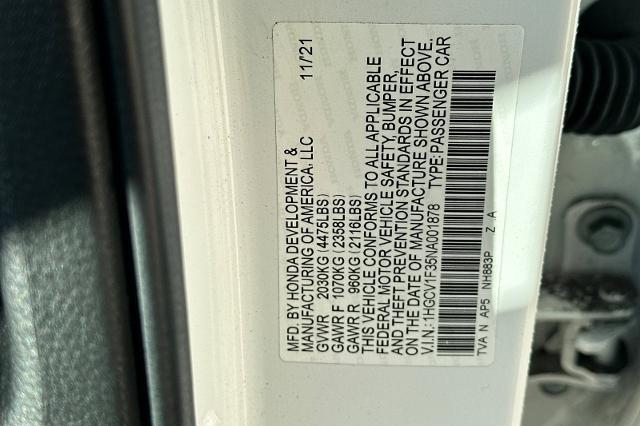 MFD. BY HONDA DEVELOPMENT & 11/21
MANUFACTURING OF AMERICA, LLC
GVWR 2030KG (4475LBS)
GAWR F 1070KG (2358LBS)
GAWR R 960KG (2116LBS)
THIS VEHICLE CONFORMS TO ALL APPLICABLE
FEDERAL MOTOR VEHICLE SAFETY, BUMPER,
AND THEFT PREVENTION STANDARDS IN EFFECT
ON THE DATE OF MANUFACTURE SHOWN ABOVE.
V.I.N.: 1HGCV1F35NA001878 TYPE: PASSENGER CAR
TVA N AP5 NH883P Z A